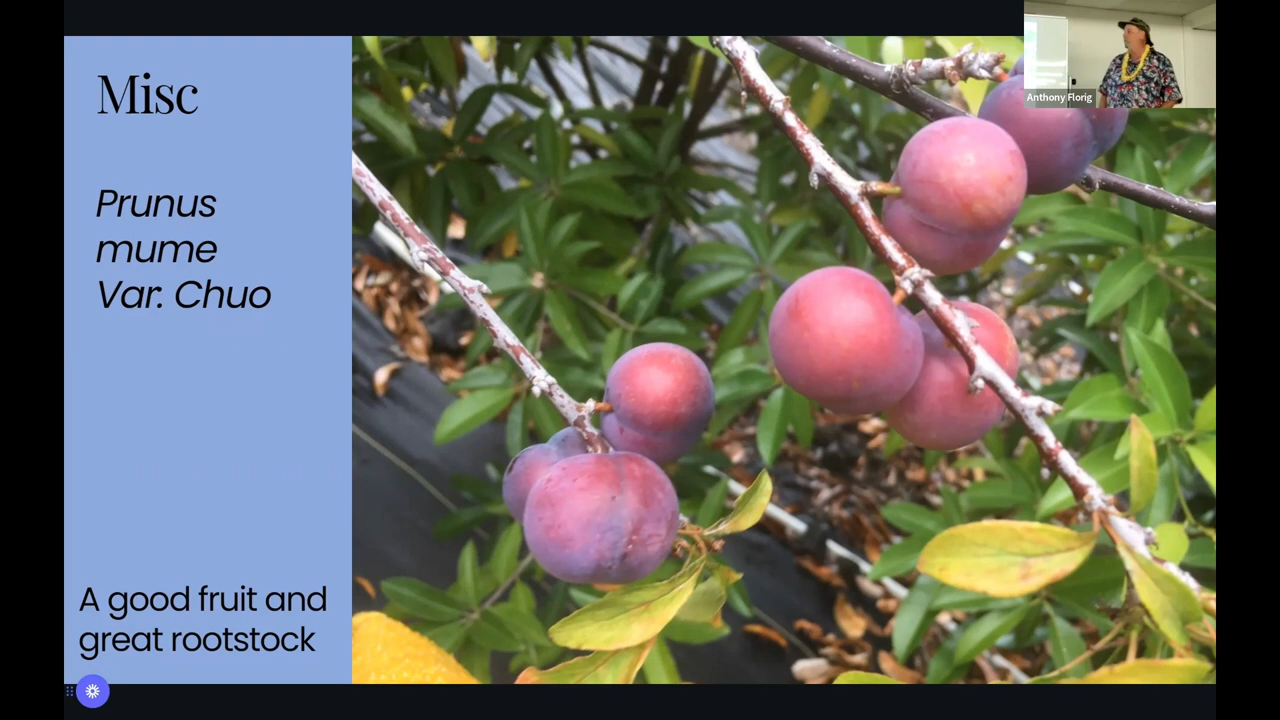 Misc
Prunus
mume
Var. Chuo
A good fruit and
great rootstock
Anthony Florig